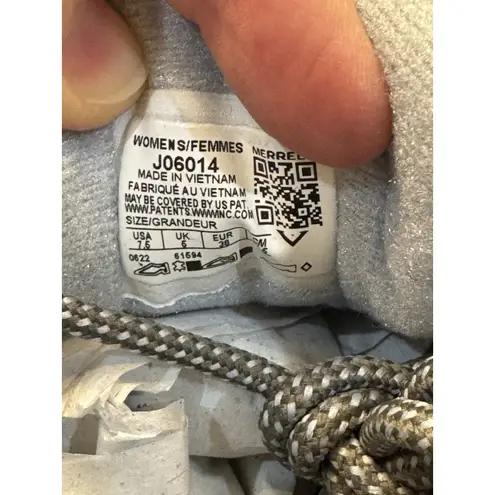 WOMENS/FEMMES
J06014
MADE IN VIETNAM
FABRIQUÉ AU VIETNAM
MAY BE COVERED BY US PAT.
WWW.PATENTS.WWWINC.COM
SIZE/GRANDEUR
USA UK EUR CM
7.5 5 38
0622 61594
MERRELL